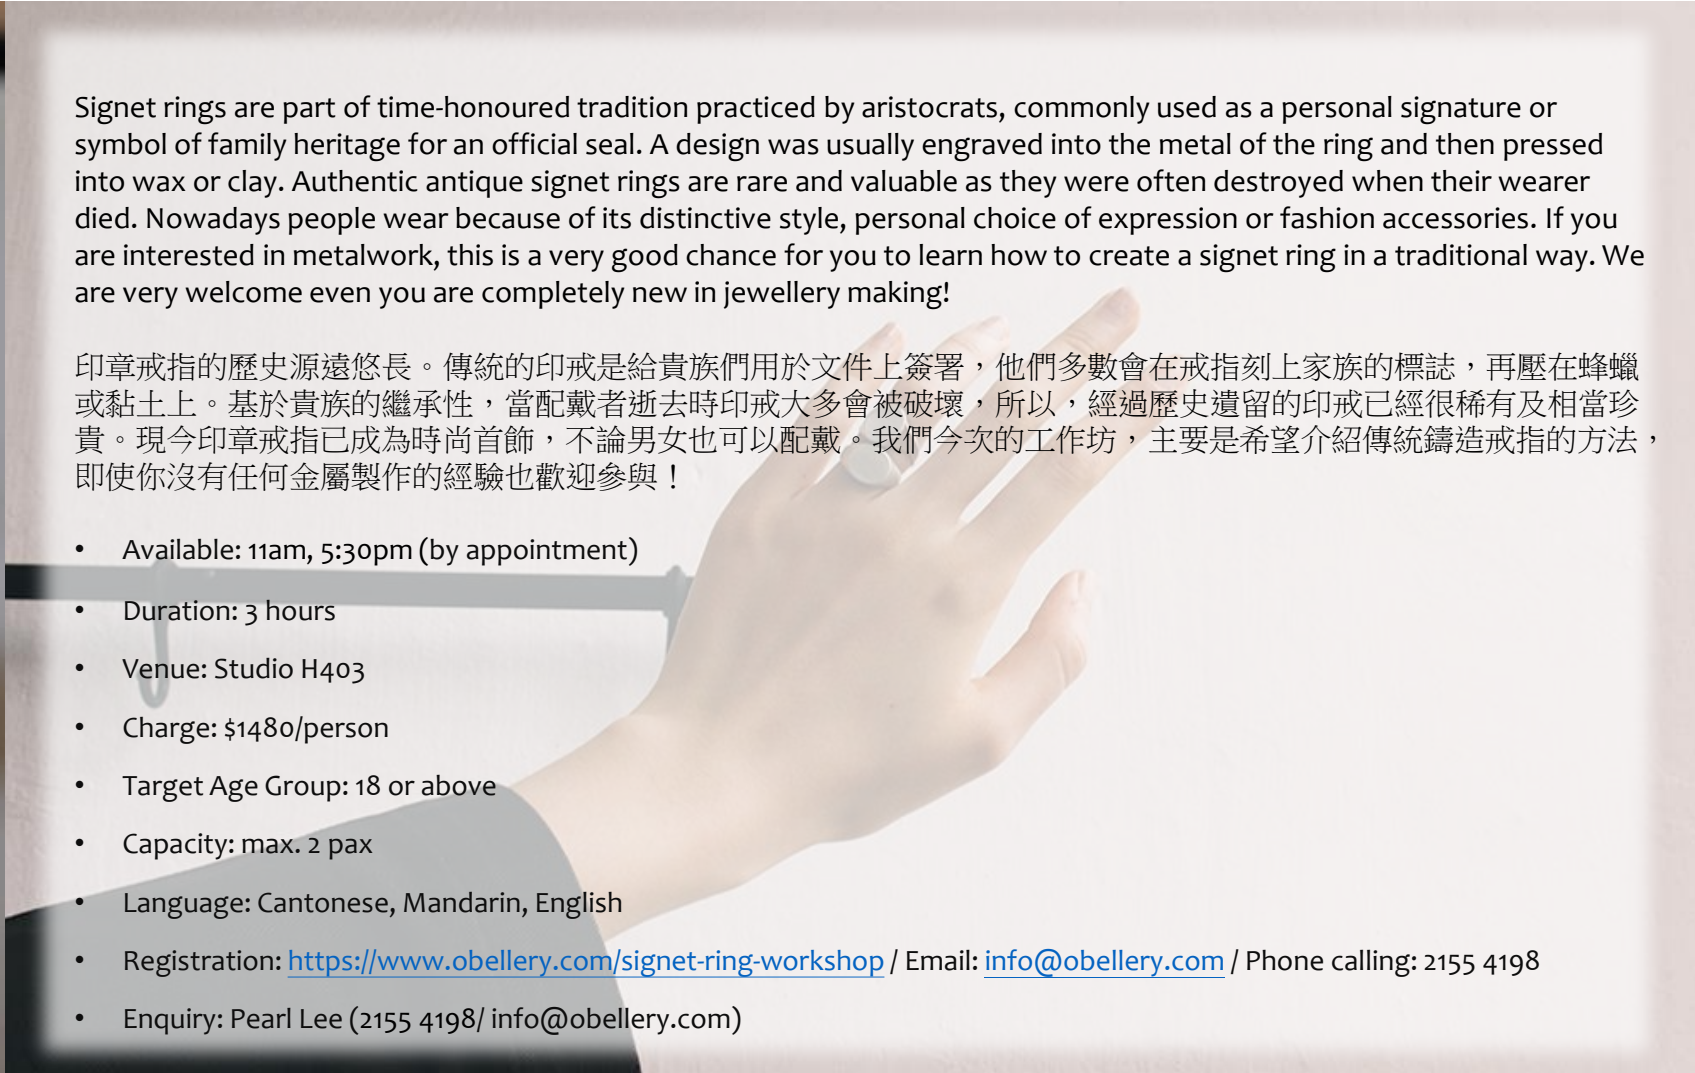 Signet rings are part of time-honoured tradition practiced by aristocrats, commonly used as a personal signature or
symbol of family heritage for an official seal. A design was usually engraved into the metal of the ring and then pressed
into wax or clay. Authentic antique signet rings are rare and valuable as they were often destroyed when their wearer
died. Nowadays people wear because of its distinctive style, personal choice of expression or fashion accessories. If you
are interested in metalwork, this is a very good chance for you to learn how to create a signet ring in a traditional way. We
are very welcome even you are completely new in jewellery making!
印章戒指的歷史源遠悠長。傳統的印戒是給貴族們用於文件上簽署，他們多數會在戒指刻上家族的標誌，再壓在蜂蠟
或黏土上。基於貴族的繼承性，當配戴者逝去時印戒大多會被破壞，所以，經過歷史遺留的印戒已經很稀有及相當珍
貴。現今印章戒指已成為時尚首飾，不論男女也可以配戴。我們今次的工作坊，主要是希望介紹傳統鑄造戒指的方法，
即使你沒有任何金屬製作的經驗也歡迎參與！
• Available: 11am, 5:30pm (by appointment)
• Duration: 3 hours
• Venue: Studio H403
• Charge: $1480/person
• Target Age Group: 18 or above
• Capacity: max. 2 pax
• Language: Cantonese, Mandarin, English
• Registration: https://www.obellery.com/signet-ring-workshop / Email: info@obellery.com / Phone calling: 2155 4198
• Enquiry: Pearl Lee (2155 4198/ info@obellery.com)